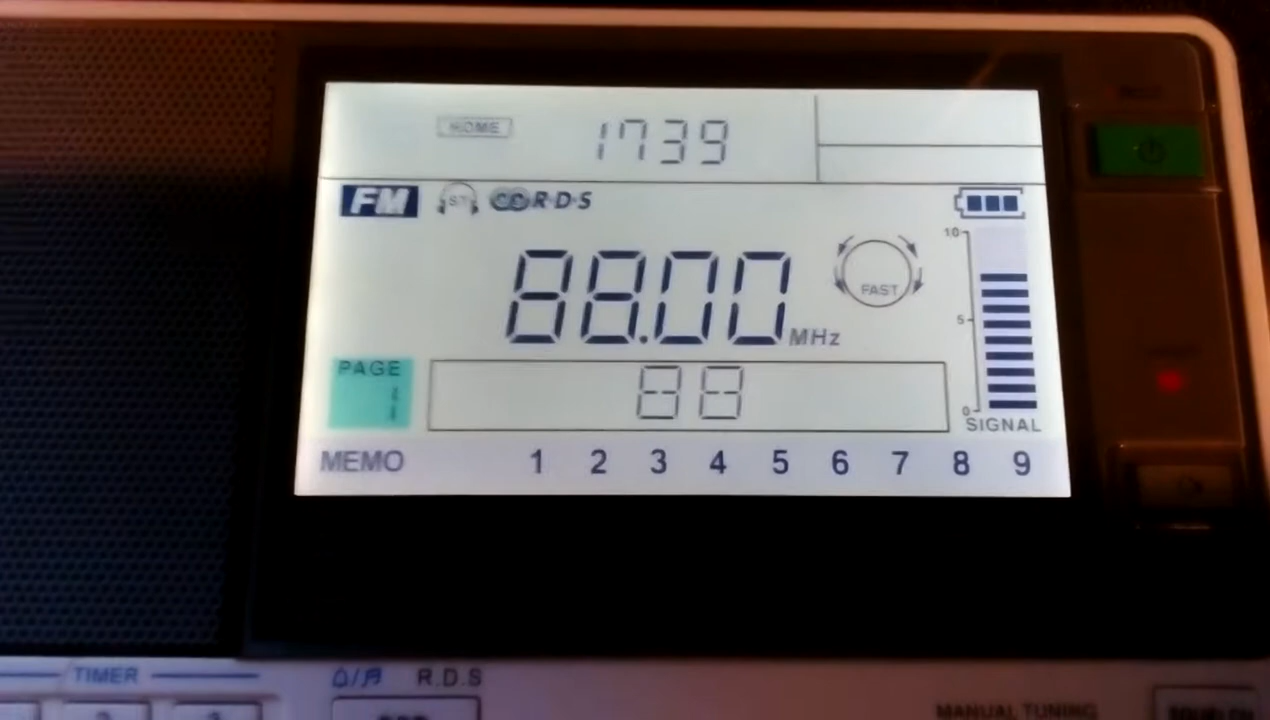 HOME 1739
FM ST R·D·S
88.00 MHz
FAST
10
5
0
SIGNAL
PAGE
88
MEMO 1 2 3 4 5 6 7 8 9
TIMER
R.D.S
MANUAL TUNING